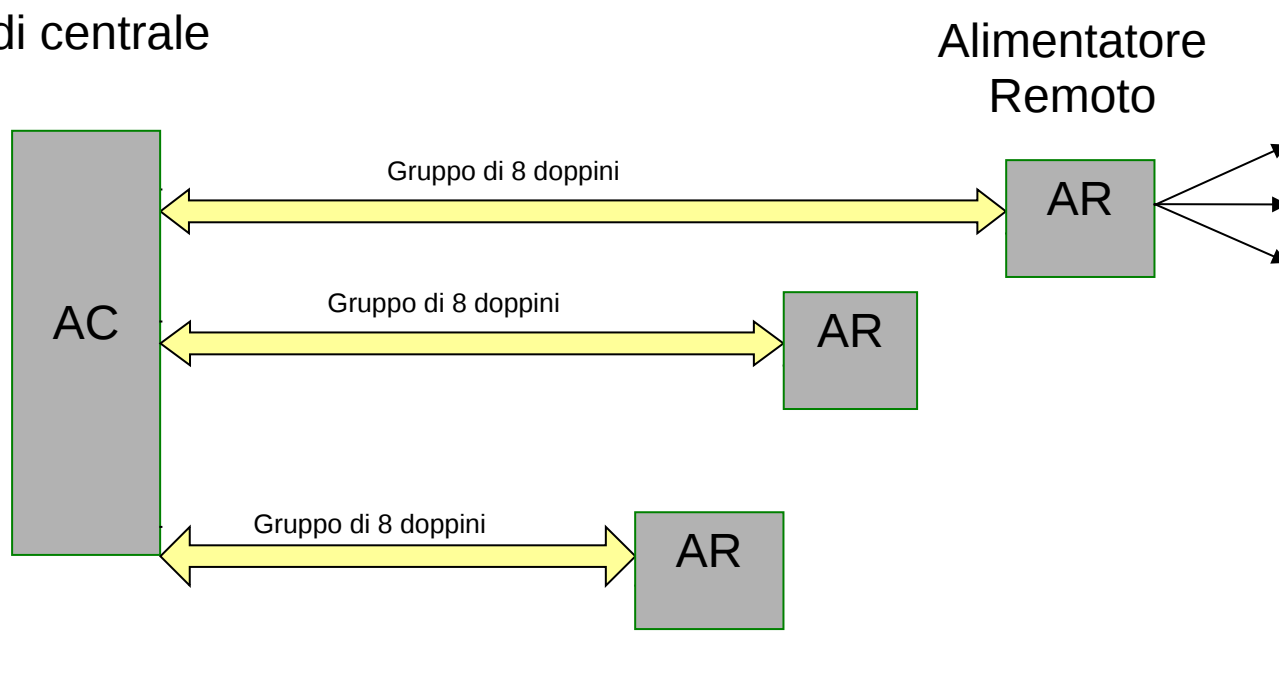 di centrale
Alimentatore
Remoto
Gruppo di 8 doppini
AR
Gruppo di 8 doppini
AC
AR
Gruppo di 8 doppini
AR